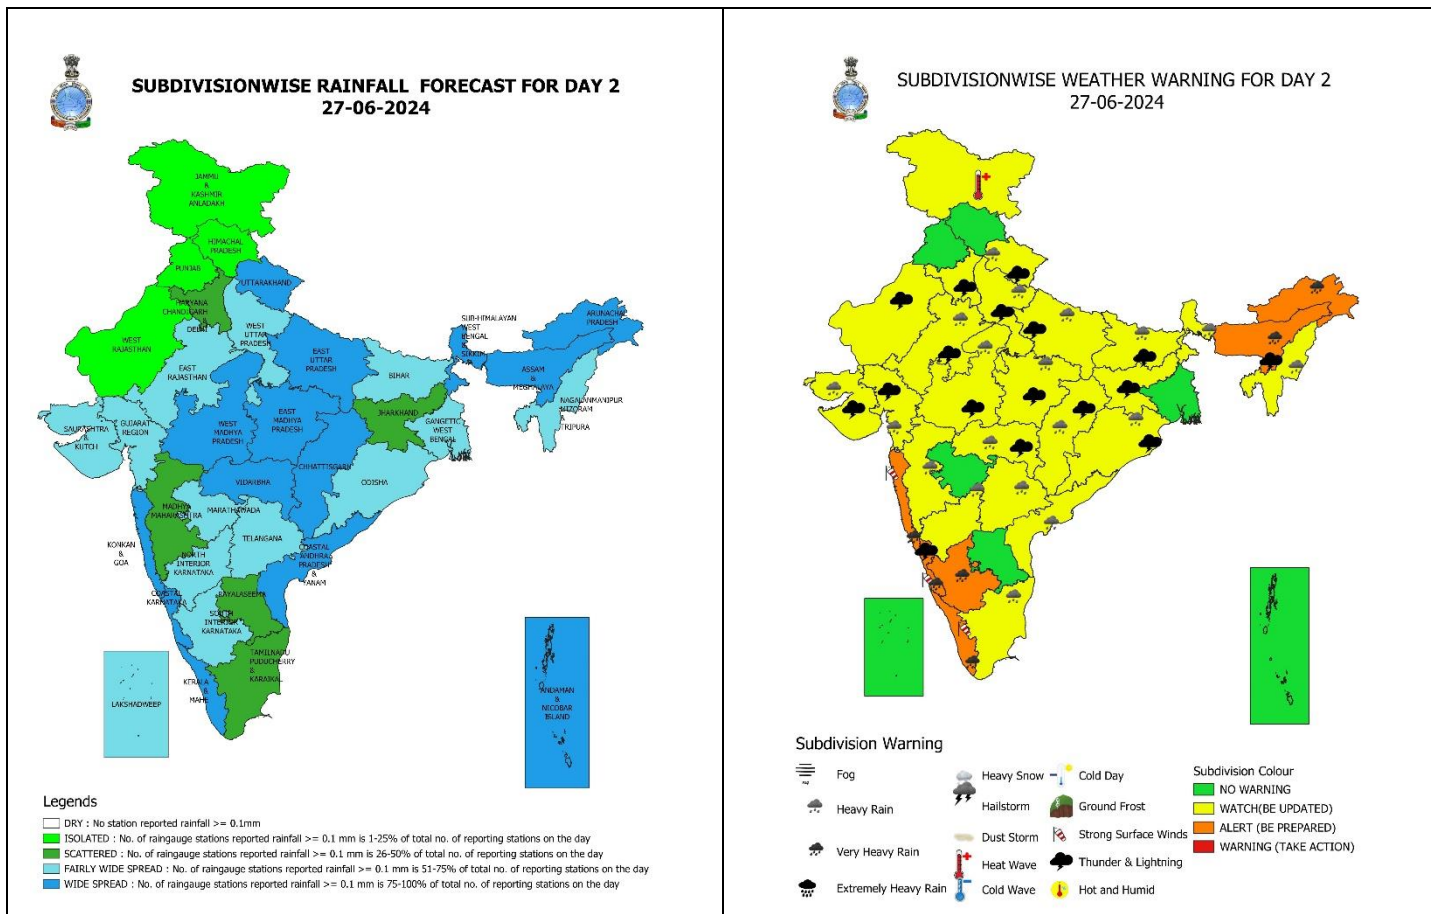 SUBDIVISIONWISE RAINFALL FORECAST FOR DAY 2
27-06-2024
JAMMU
&
KASHMIR
ANLADAKH
HIMACHAL
PRADESH
PUNJAB
UTTARAKHAND
HARYANA
CHANDIGARH
&
DELHI
WEST
UTTAR
PRADESH
WEST
RAJASTHAN
EAST
RAJASTHAN
EAST
UTTAR
PRADESH
BIHAR
SUB-HIMALAYAN
WEST
BENGAL
&
SIKKIM
ARUNACHAL
PRADESH
ASSAM
&
MEGHALAYA
NAGALANMANIPUR
MIZORAM
&
TRIPURA
JHARKHAND
GANGETIC
WEST
BENGAL
SAURASHTRA
&
KUTCH
GUJARAT
REGION
WEST
MADHYA
PRADESH
EAST
MADHYA
PRADESH
CHHATTISGARH
ODISHA
VIDARBHA
MADHYA
MAHARASHTRA
MARATHAWADA
TELANGANA
KONKAN
&
GOA
NORTH
INTERIOR
KARNATAKA
COASTAL
ANDHRA
PRADESH
&
YANAM
COASTAL
KARNATAKA
RAYALASEEMA
SOUTH
INTERIOR
KARNATAKA
TAMILNADU
PUDUCHERRY
&
KARAIKAL
KERALA
&
MAHE
LAKSHADWEEP
ANDAMAN
&
NICOBAR
ISLAND
Legends
DRY : No station reported rainfall >= 0.1mm
ISOLATED : No. of raingauge stations reported rainfall >= 0.1 mm is 1-25% of total no. of reporting stations on the day
SCATTERED : No. of raingauge stations reported rainfall >= 0.1 mm is 26-50% of total no. of reporting stations on the day
FAIRLY WIDE SPREAD : No. of raingauge stations reported rainfall >= 0.1 mm is 51-75% of total no. of reporting stations on the day
WIDE SPREAD : No. of raingauge stations reported rainfall >= 0.1 mm is 75-100% of total no. of reporting stations on the day
SUBDIVISIONWISE WEATHER WARNING FOR DAY 2
27-06-2024
Subdivision Warning
Fog
Heavy Rain
Very Heavy Rain
Extremely Heavy Rain
Heavy Snow
Hailstorm
Dust Storm
Heat Wave
Cold Wave
Cold Day
Ground Frost
Strong Surface Winds
Thunder & Lightning
Hot and Humid
Subdivision Colour
NO WARNING
WATCH(BE UPDATED)
ALERT (BE PREPARED)
WARNING (TAKE ACTION)